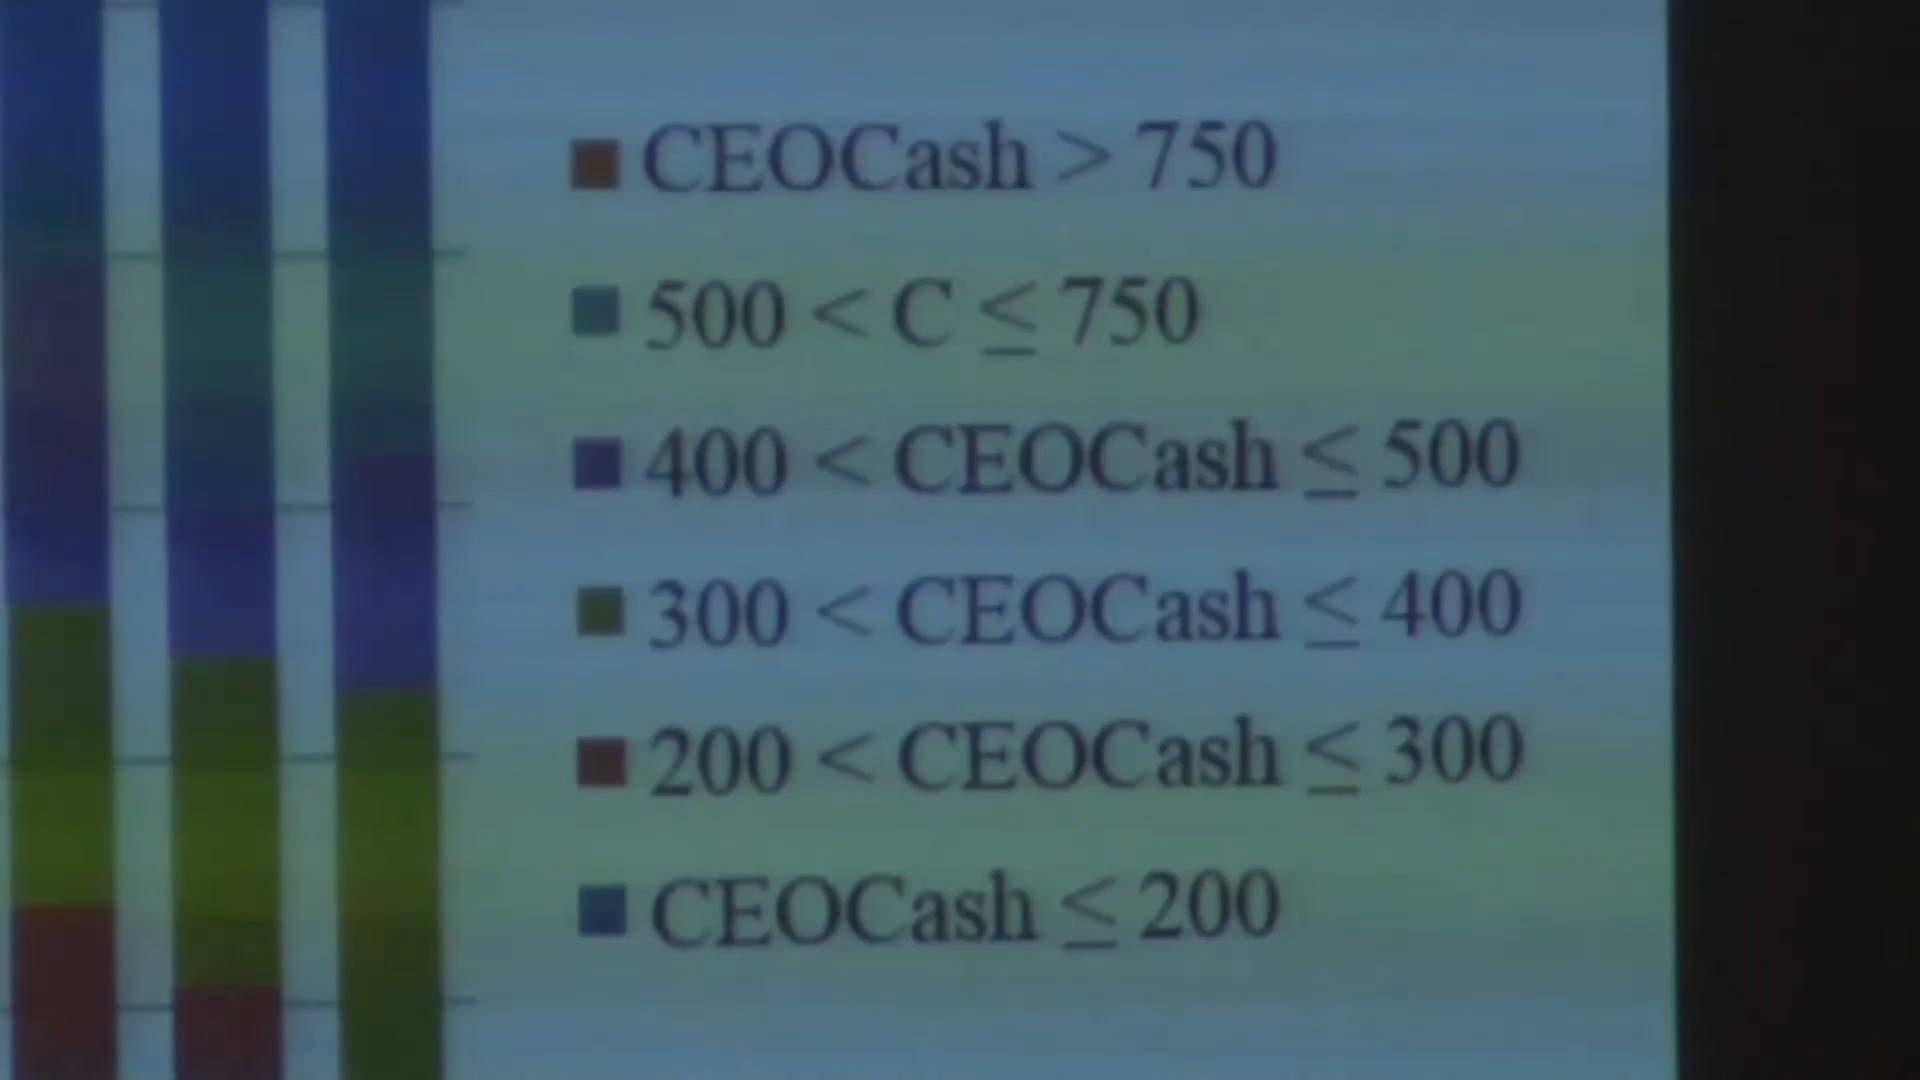 CEOCash > 750
500 < C ≤ 750
400 < CEOCash ≤ 500
300 < CEOCash ≤ 400
200 < CEOCash ≤ 300
CEOCash ≤ 200